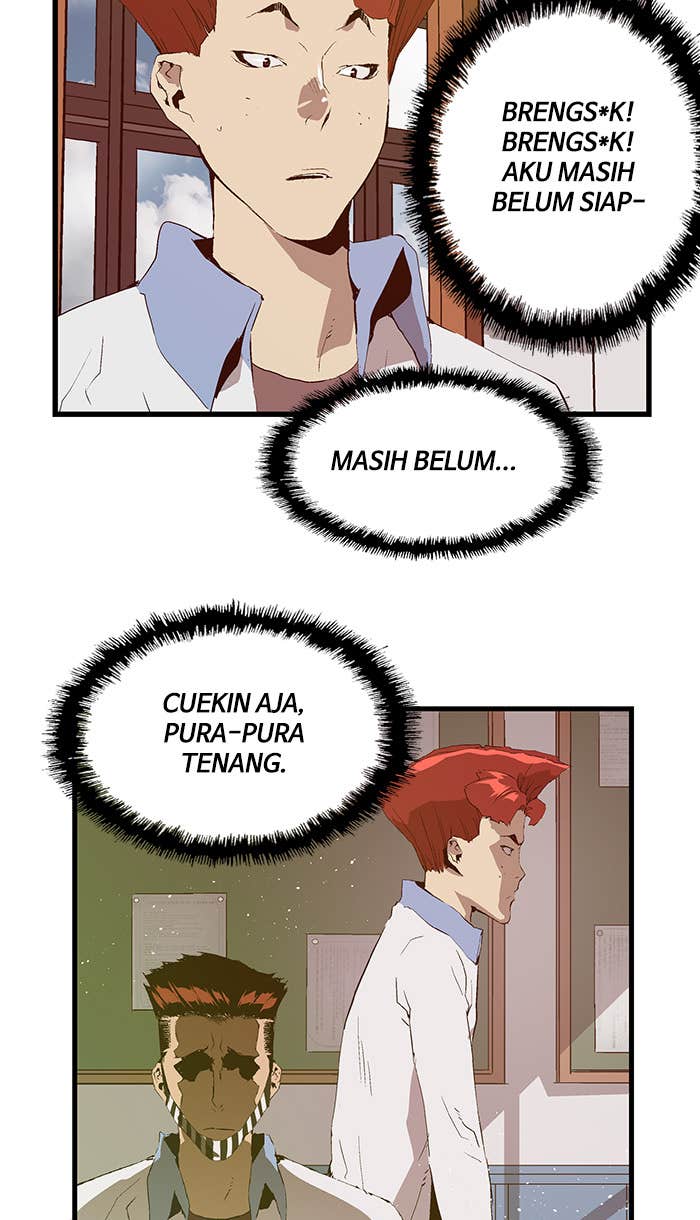 BRENGS*K!
BRENGS*K!
AKU MASIH
BELUM SIAP-
MASIH BELUM...
CUEKIN AJA,
PURA-PURA
TENANG.